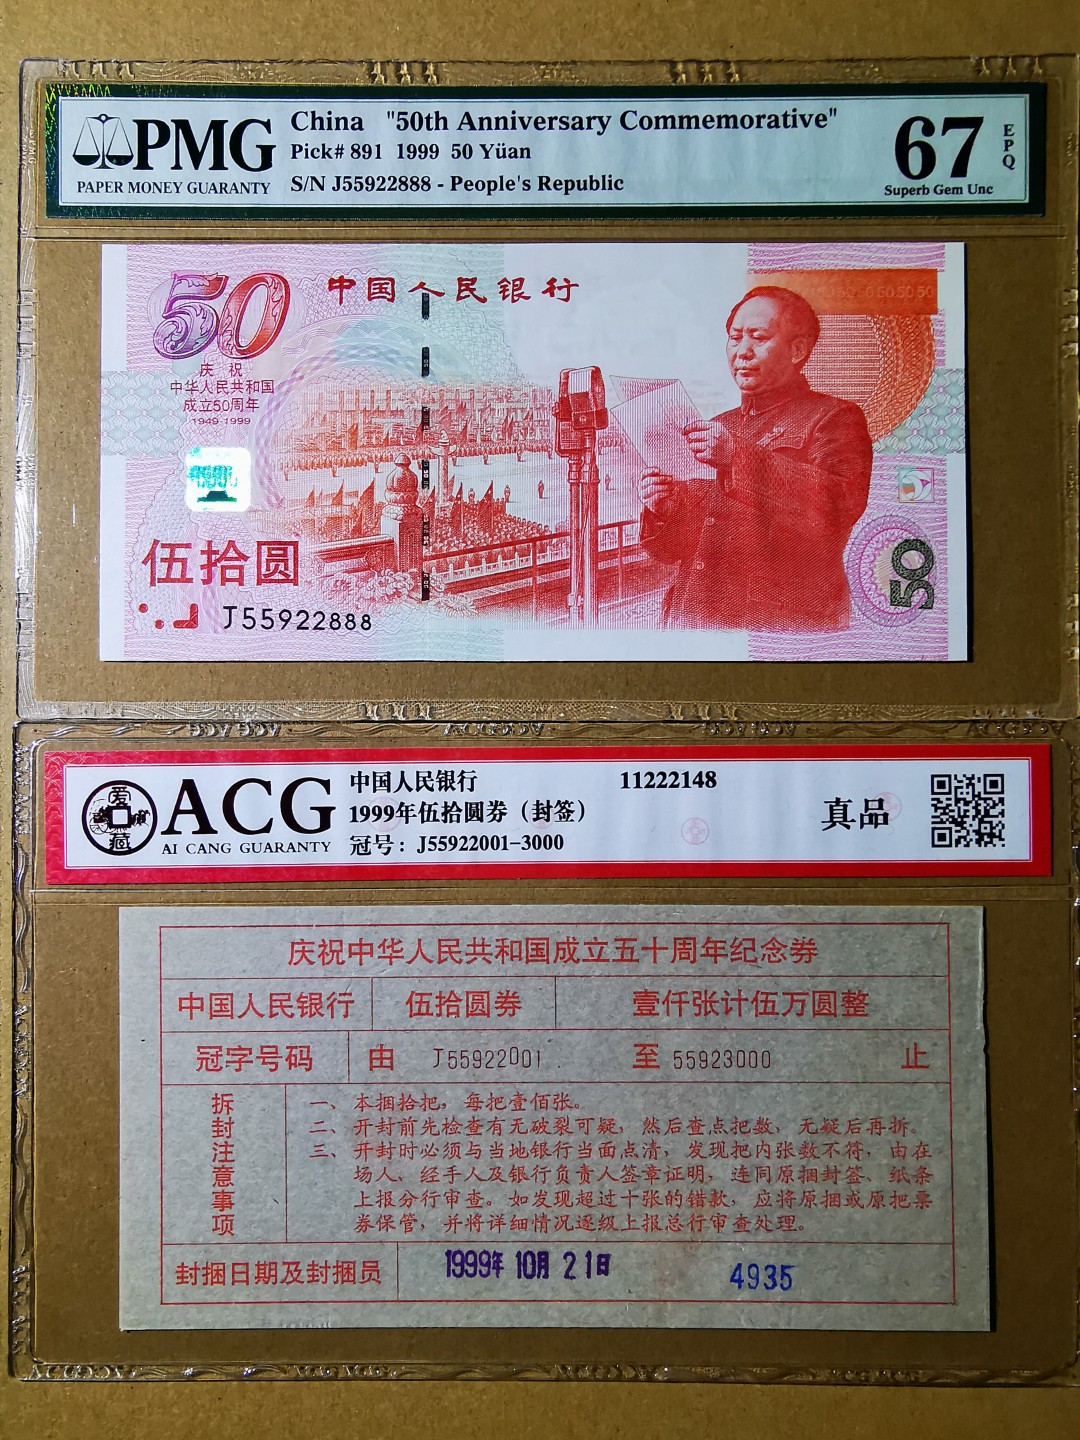 PMG
PAPER MONEY GUARANTY
China "50th Anniversary Commemorative"
Pick# 891 1999 50 Yüan
S/N J55922888 - People's Republic
67
EPQ
Superb Gem Unc
50
中国人民银行
50 50 50 50
庆祝
中华人民共和国
成立50周年
1949-1999
伍拾圆
J55922888
50
ACG
AI CANG GUARANTY
爱藏
中国人民银行
11222148
1999年伍拾圆券（封签）
冠号：J55922001-3000
真品
庆祝中华人民共和国成立五十周年纪念券
中国人民银行 伍拾圆券 壹仟张计伍万圆整
冠字号码 由 J55922001. 至 55923000 止
拆封注意事项
一、本捆拾把，每把壹佰张。
二、开封前先检查有无破裂可疑，然后查点把数，无疑后再拆。
三、开封时必须与当地银行当面点清，发现把内张数不符，由在
场人、经手人及银行负责人签章证明，连同原捆封签、纸条
上报分行审查。如发现超过十张的错款，应将原捆或原把票
券保管，并将详细情况逐级上报总行审查处理。
封捆日期及封捆员 1999年10月21日 4935